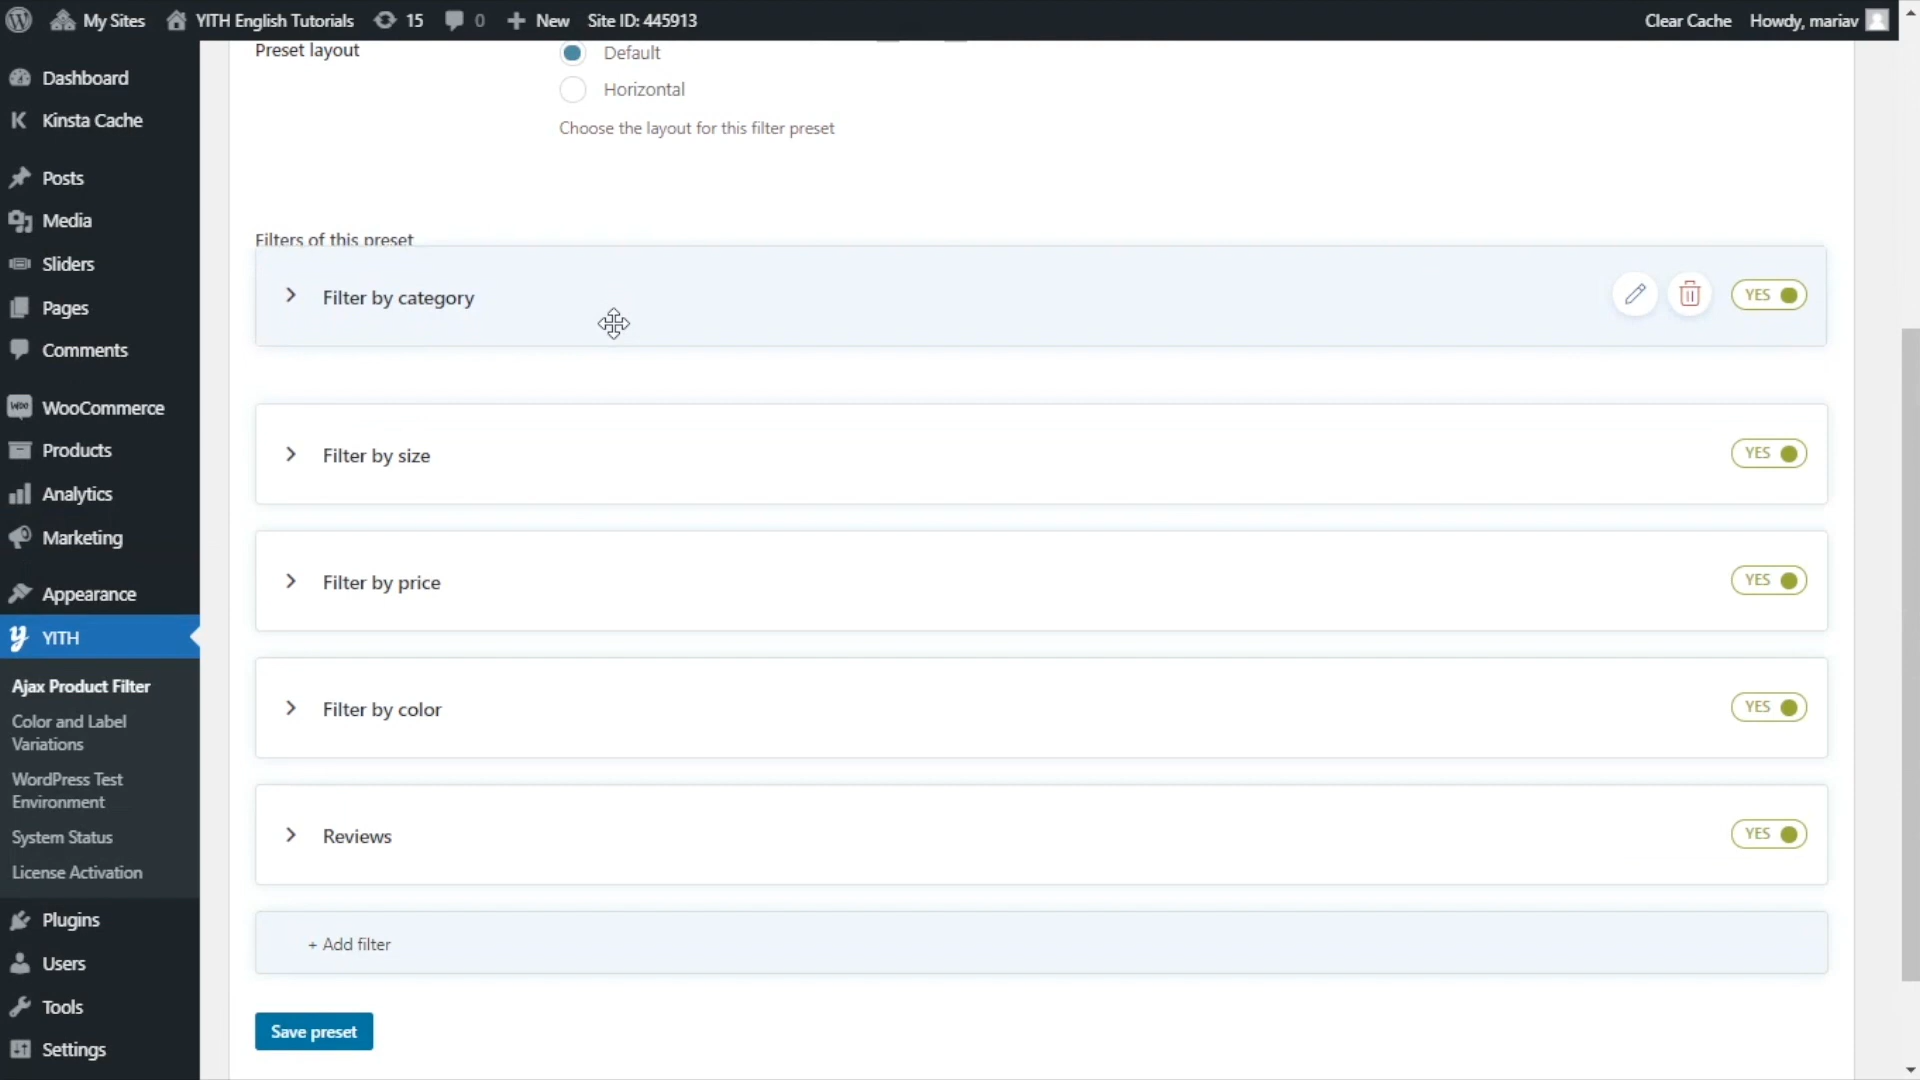 My Sites
YITH English Tutorials
15
0
New
Site ID: 445913
Clear Cache
Howdy, mariav
Dashboard
Kinsta Cache
Posts
Media
Sliders
Pages
Comments
WooCommerce
Products
Analytics
Marketing
Appearance
YITH
Ajax Product Filter
Color and Label
Variations
WordPress Test
Environment
System Status
License Activation
Plugins
Users
Tools
Settings
Preset layout
Default
Horizontal
Choose the layout for this filter preset
Filters of this preset
Filter by category
YES
Filter by size
YES
Filter by price
YES
Filter by color
YES
Reviews
YES
+ Add filter
Save preset